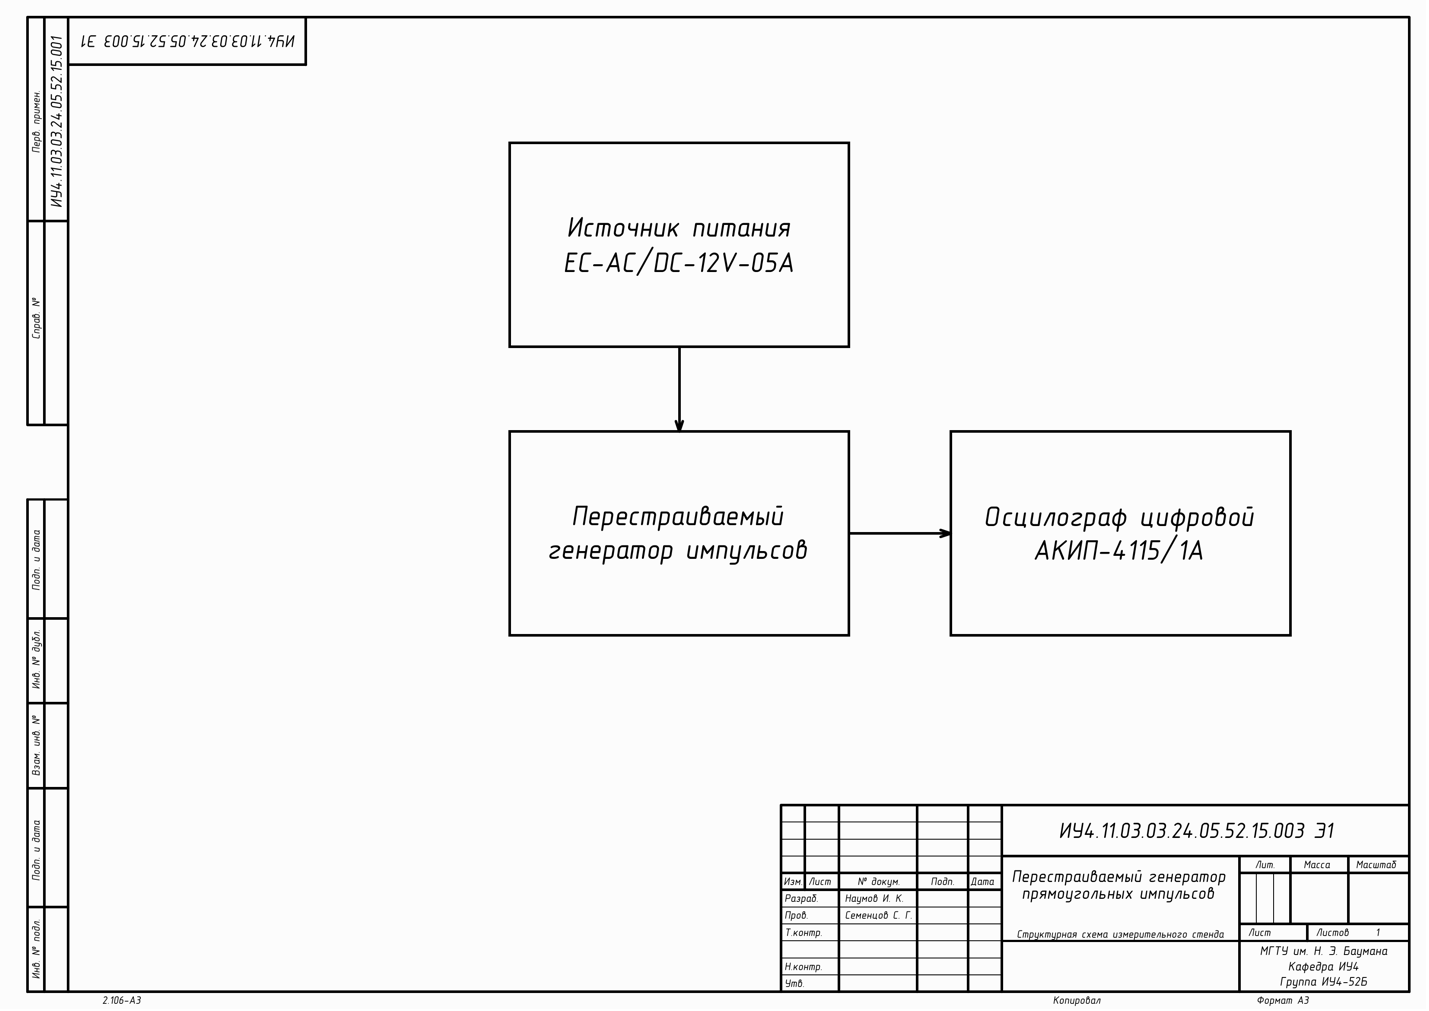 ИУ4.11.03.03.24.05.52.15.003 Э1
Перв. примен.
ИУ4.11.03.03.24.05.52.15.001
Справ. №
Подп. и дата
Инв. № дубл.
Взам. инв. №
Подп. и дата
Инв. № подл.
Источник питания
EC-AC/DC-12V-05A
Перестраиваемый
генератор импульсов
Осцилограф цифровой
АКИП-4115/1А
ИУ4.11.03.03.24.05.52.15.003 Э1
Изм. Лист № докум. Подп. Дата
Разраб. Наумов И. К.
Пров. Семенцов С. Г.
Т.контр.
Н.контр.
Утв.
Перестраиваемый генератор
прямоугольных импульсов
Структурная схема измерительного стенда
Лит. Масса Масштаб
Лист Листов 1
МГТУ им. Н. Э. Баумана
Кафедра ИУ4
Группа ИУ4-52Б
2.106-А3 Копировал Формат А3